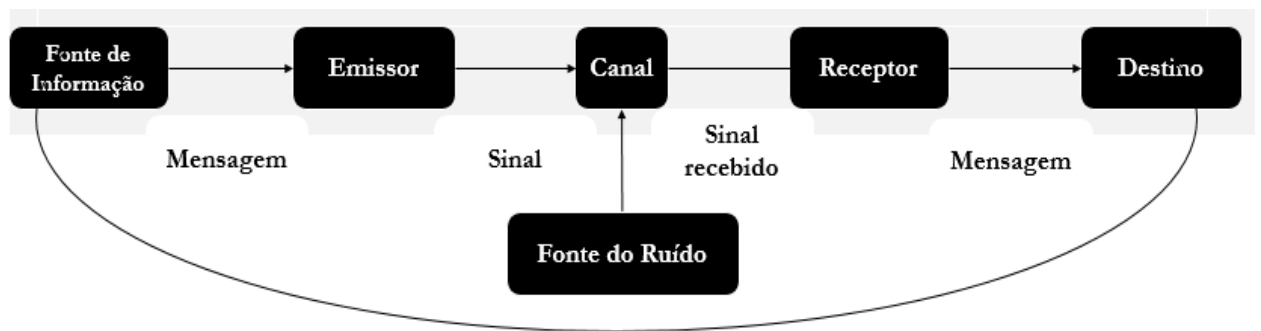 Fonte de
Informação
Emissor
Canal
Receptor
Destino
Mensagem
Sinal
Sinal
recebido
Mensagem
Fonte do Ruído